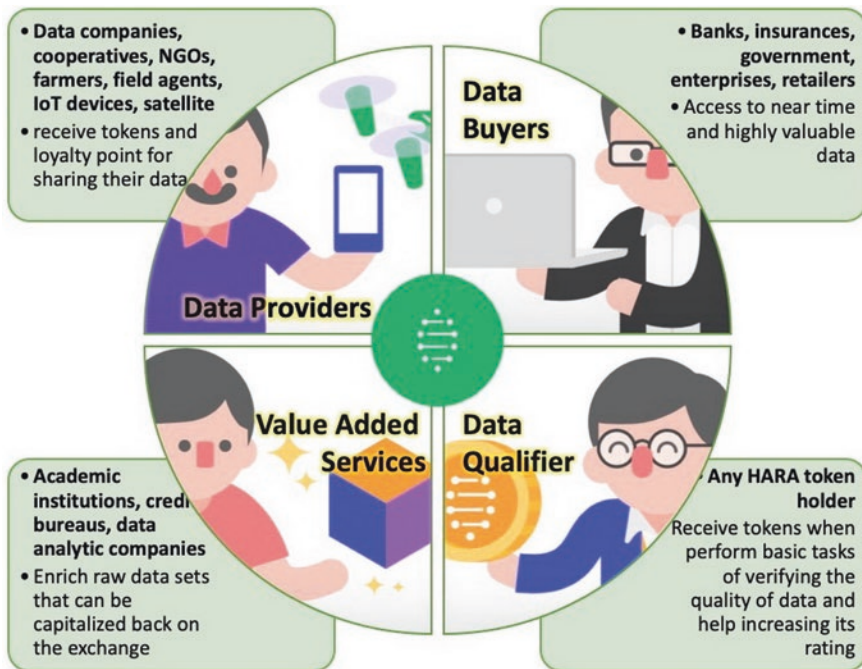 • Data companies,
cooperatives, NGOs,
farmers, field agents,
IoT devices, satellite
• receive tokens and
loyalty point for
sharing their data
Data Providers
Data
Buyers
• Banks, insurances,
government,
enterprises, retailers
• Access to near time
and highly valuable
data
Value Added
Services
• Academic
institutions, credi
bureaus, data
analytic companies
• Enrich raw data sets
that can be
capitalized back on
the exchange
Data
Qualifier
• Any HARA token
holder
Receive tokens when
perform basic tasks
of verifying the
quality of data and
help increasing its
rating